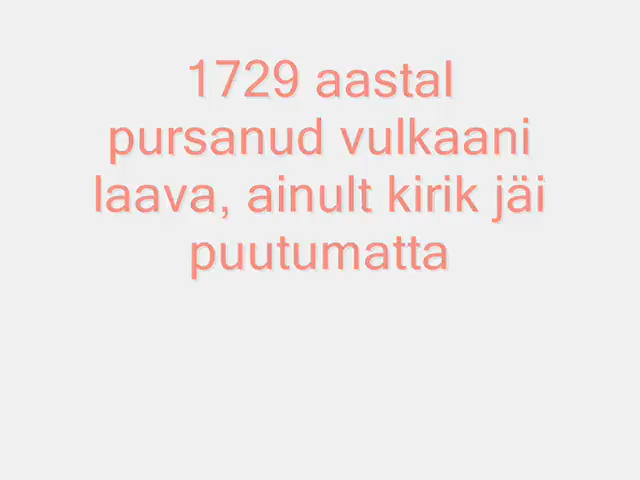 1729 aastal
pursanud vulkaani
laava, ainult kirik jäi
puutumatta